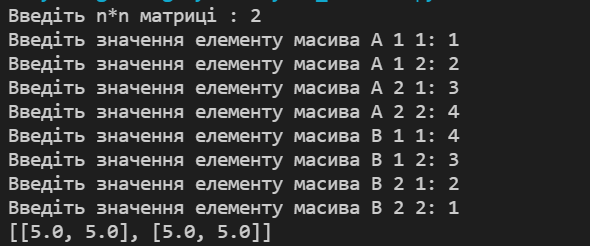 Введіть n*n матриці : 2
Введіть значення елементу масива A 1 1: 1
Введіть значення елементу масива A 1 2: 2
Введіть значення елементу масива A 2 1: 3
Введіть значення елементу масива A 2 2: 4
Введіть значення елементу масива B 1 1: 4
Введіть значення елементу масива B 1 2: 3
Введіть значення елементу масива B 2 1: 2
Введіть значення елементу масива B 2 2: 1
[[5.0, 5.0], [5.0, 5.0]]